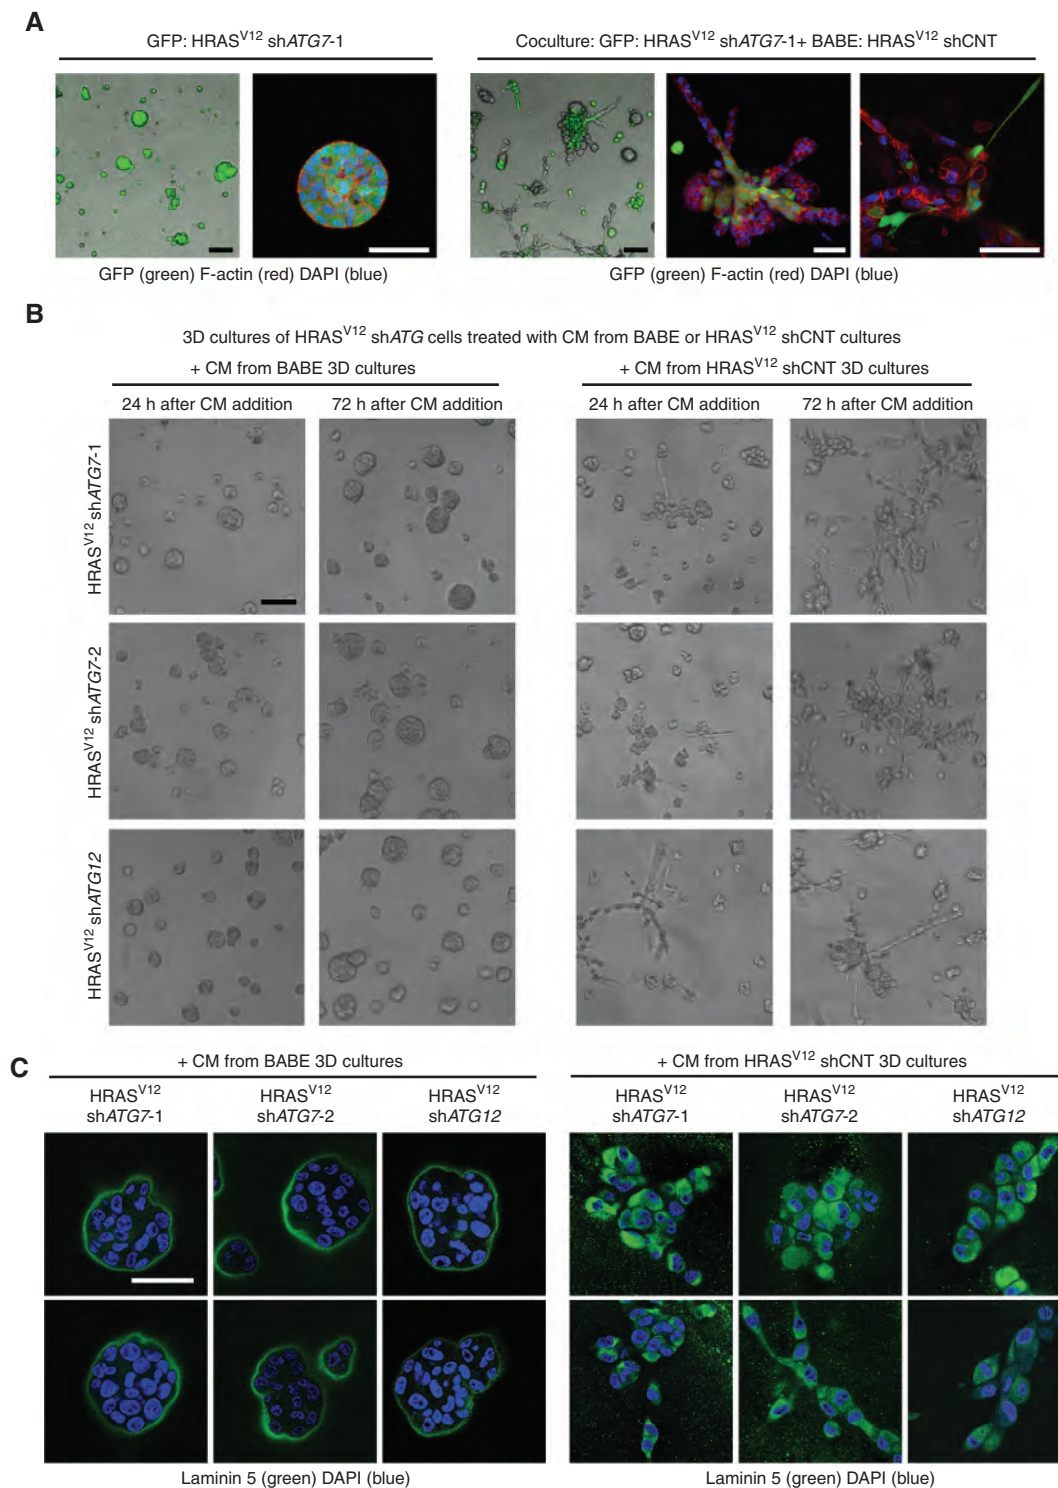 A
GFP: HRASV12 shATG7-1
Coculture: GFP: HRASV12 shATG7-1+ BABE: HRASV12 shCNT
GFP (green) F-actin (red) DAPI (blue)
GFP (green) F-actin (red) DAPI (blue)
B
3D cultures of HRASV12 shATG cells treated with CM from BABE or HRASV12 shCNT cultures
+ CM from BABE 3D cultures
+ CM from HRASV12 shCNT 3D cultures
24 h after CM addition
72 h after CM addition
24 h after CM addition
72 h after CM addition
HRASV12 shATG7-1
HRASV12 shATG7-2
HRASV12 shATG12
C
+ CM from BABE 3D cultures
+ CM from HRASV12 shCNT 3D cultures
HRASV12
shATG7-1
HRASV12
shATG7-2
HRASV12
shATG12
HRASV12
shATG7-1
HRASV12
shATG7-2
HRASV12
shATG12
Laminin 5 (green) DAPI (blue)
Laminin 5 (green) DAPI (blue)